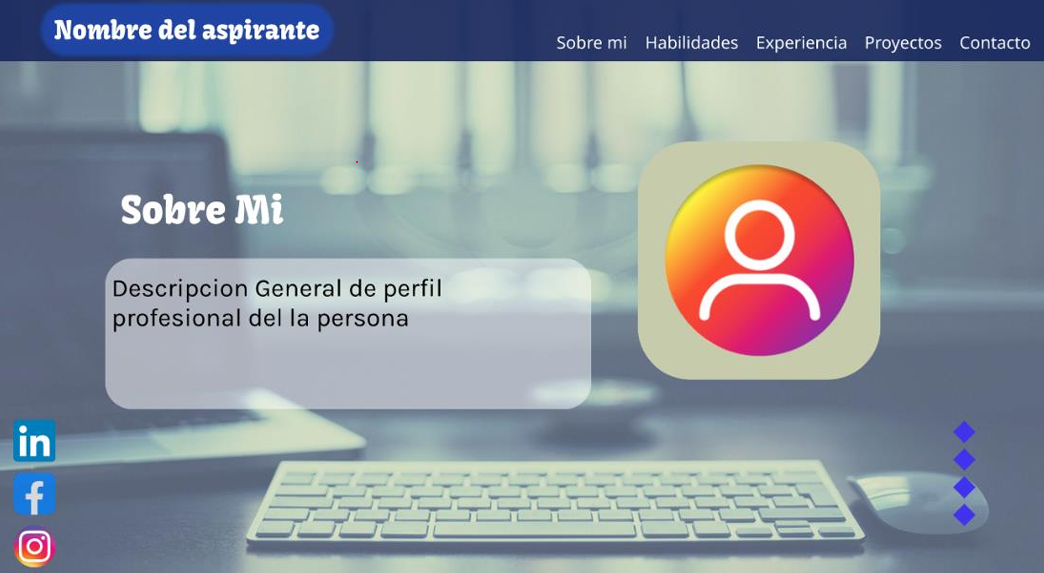 Nombre del aspirante
Sobre mi Habilidades Experiencia Proyectos Contacto
Sobre Mi
Descripcion General de perfil
profesional del la persona
in
f